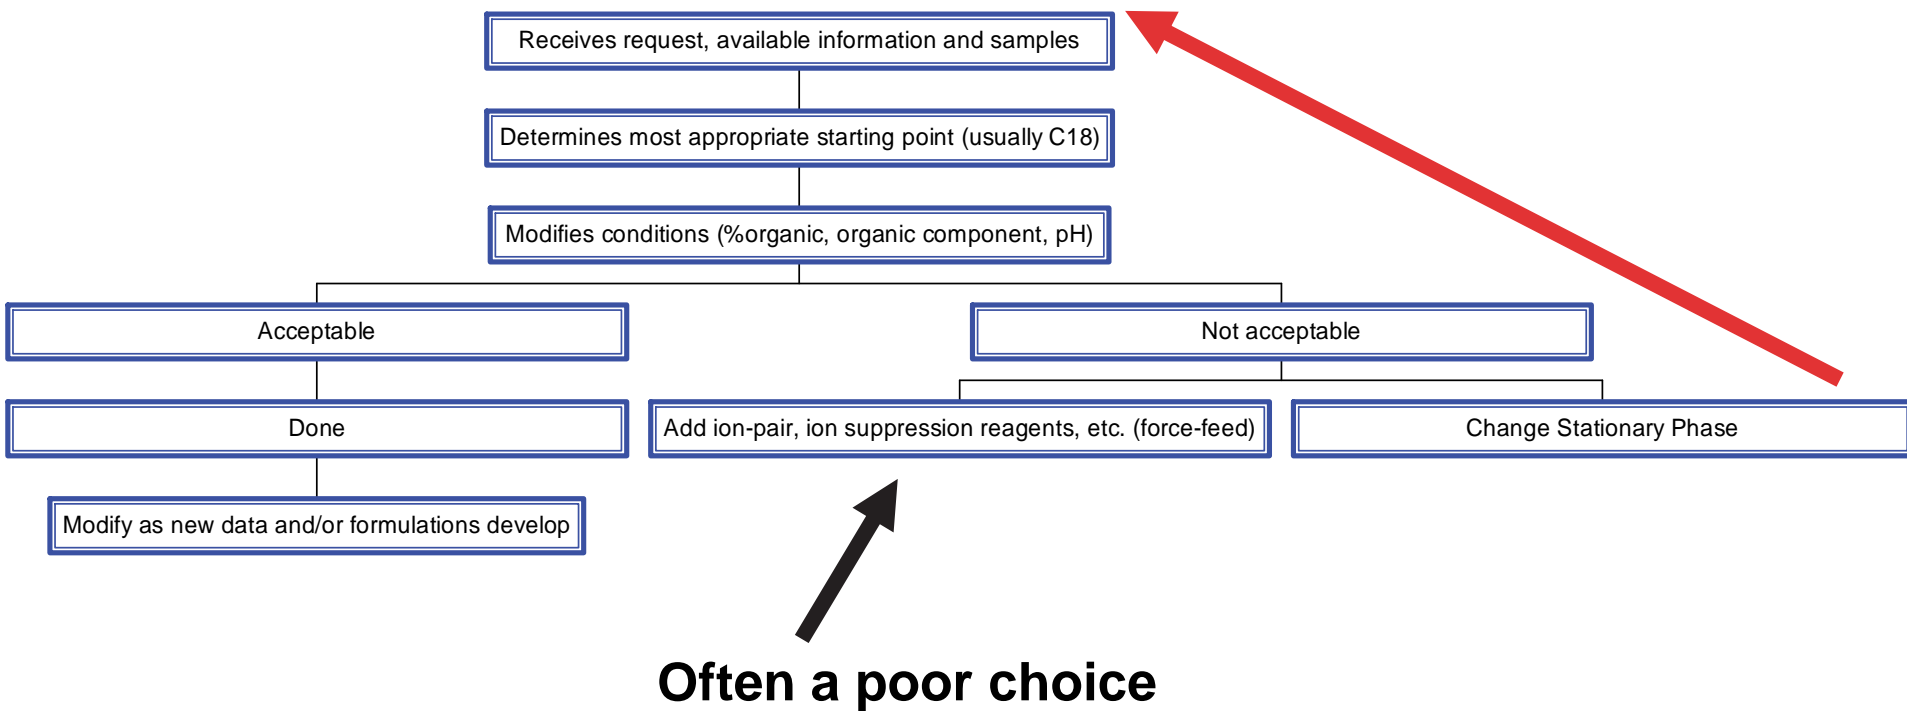 Receives request, available information and samples
Determines most appropriate starting point (usually C18)
Modifies conditions (%organic, organic component, pH)
Acceptable
Not acceptable
Done
Add ion-pair, ion suppression reagents, etc. (force-feed)
Change Stationary Phase
Modify as new data and/or formulations develop
Often a poor choice